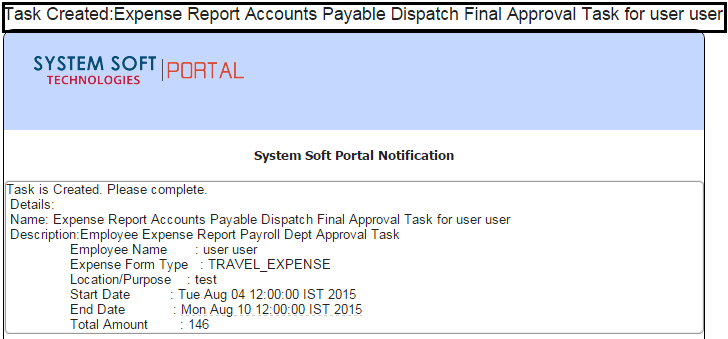 Task Created:Expense Report Accounts Payable Dispatch Final Approval Task for user user
SYSTEM SOFT
TECHNOLOGIES
PORTAL
System Soft Portal Notification
Task is Created. Please complete.
Details:
Name: Expense Report Accounts Payable Dispatch Final Approval Task for user user
Description:Employee Expense Report Payroll Dept Approval Task
Employee Name : user user
Expense Form Type : TRAVEL_EXPENSE
Location/Purpose : test
Start Date : Tue Aug 04 12:00:00 IST 2015
End Date : Mon Aug 10 12:00:00 IST 2015
Total Amount : 146